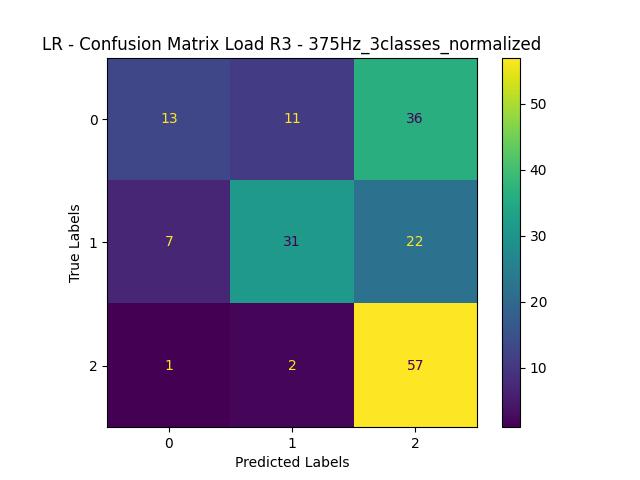 LR - Confusion Matrix Load R3 - 375Hz_3classes_normalized
0 13 11 36
1 7 31 22
2 1 2 57
0 1 2
True Labels
Predicted Labels
50
40
30
20
10